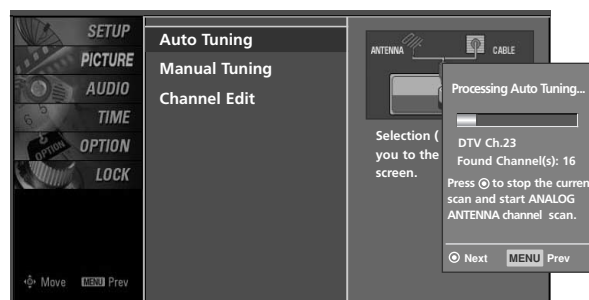 SETUP
PICTURE
AUDIO
TIME
OPTION
LOCK
Move MENU Prev
Auto Tuning
Manual Tuning
Channel Edit
ANTENNA
CABLE
Selection (
you to the
screen.
Processing Auto Tuning...
DTV Ch.23
Found Channel(s): 16
Press ⊙ to stop the curren
scan and start ANALOG
ANTENNA channel scan.
⊙ Next MENU Prev